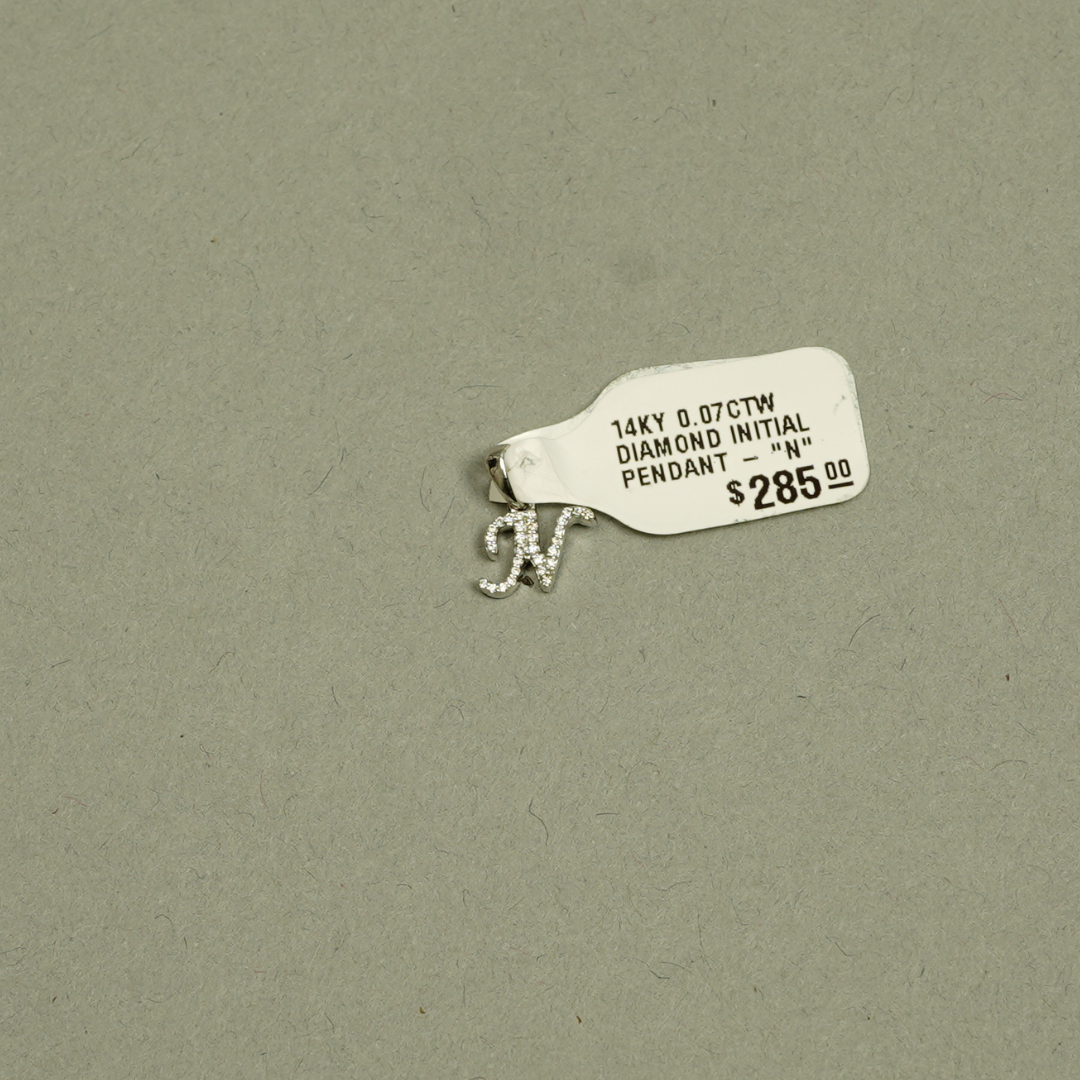 14KY 0.07CTW
DIAMOND INITIAL
PENDANT - "N"
$285.00
N